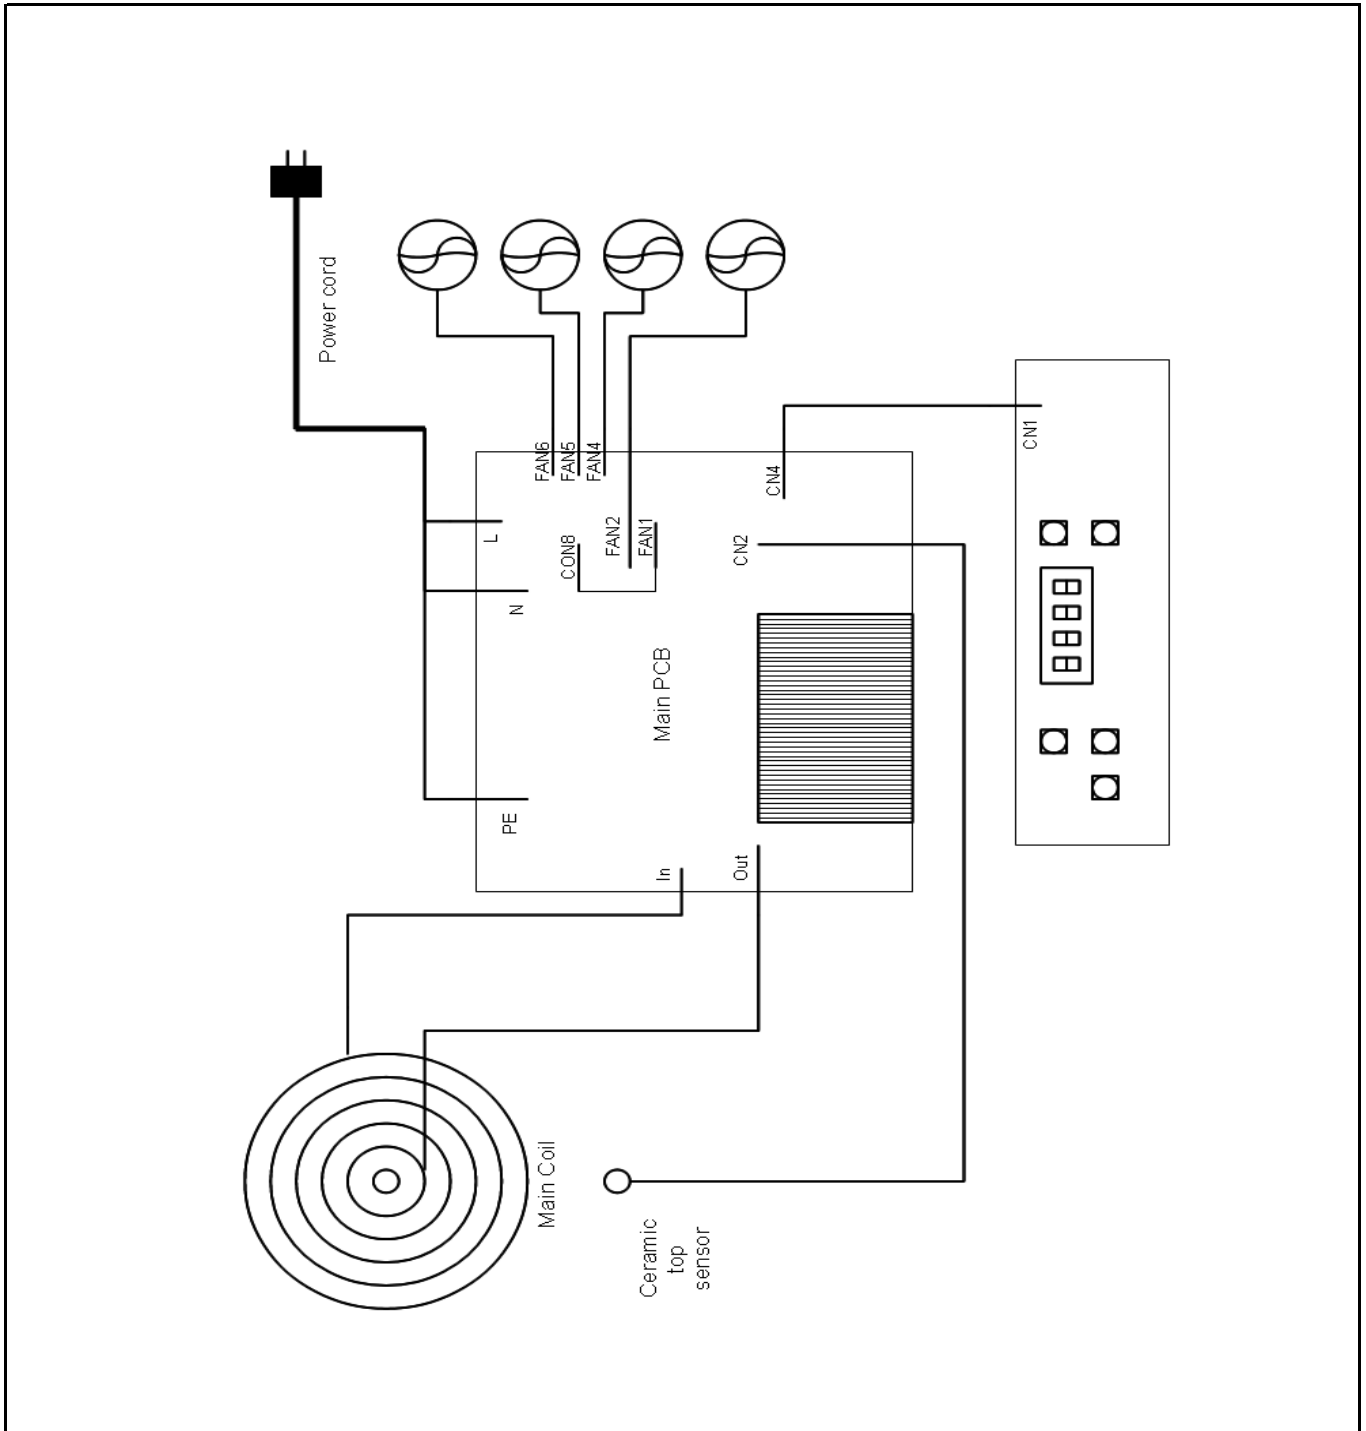 Power cord
FAN6
FAN5
FAN4
FAN2
FAN1
CON8
L
N
PE
CN4
CN2
CN1
Main PCB
In
Out
Main Coil
Ceramic
top
sensor